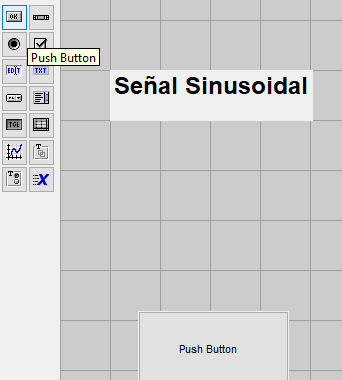 OK
EDIT
TXT
TGL
Push Button
Señal Sinusoidal
Push Button